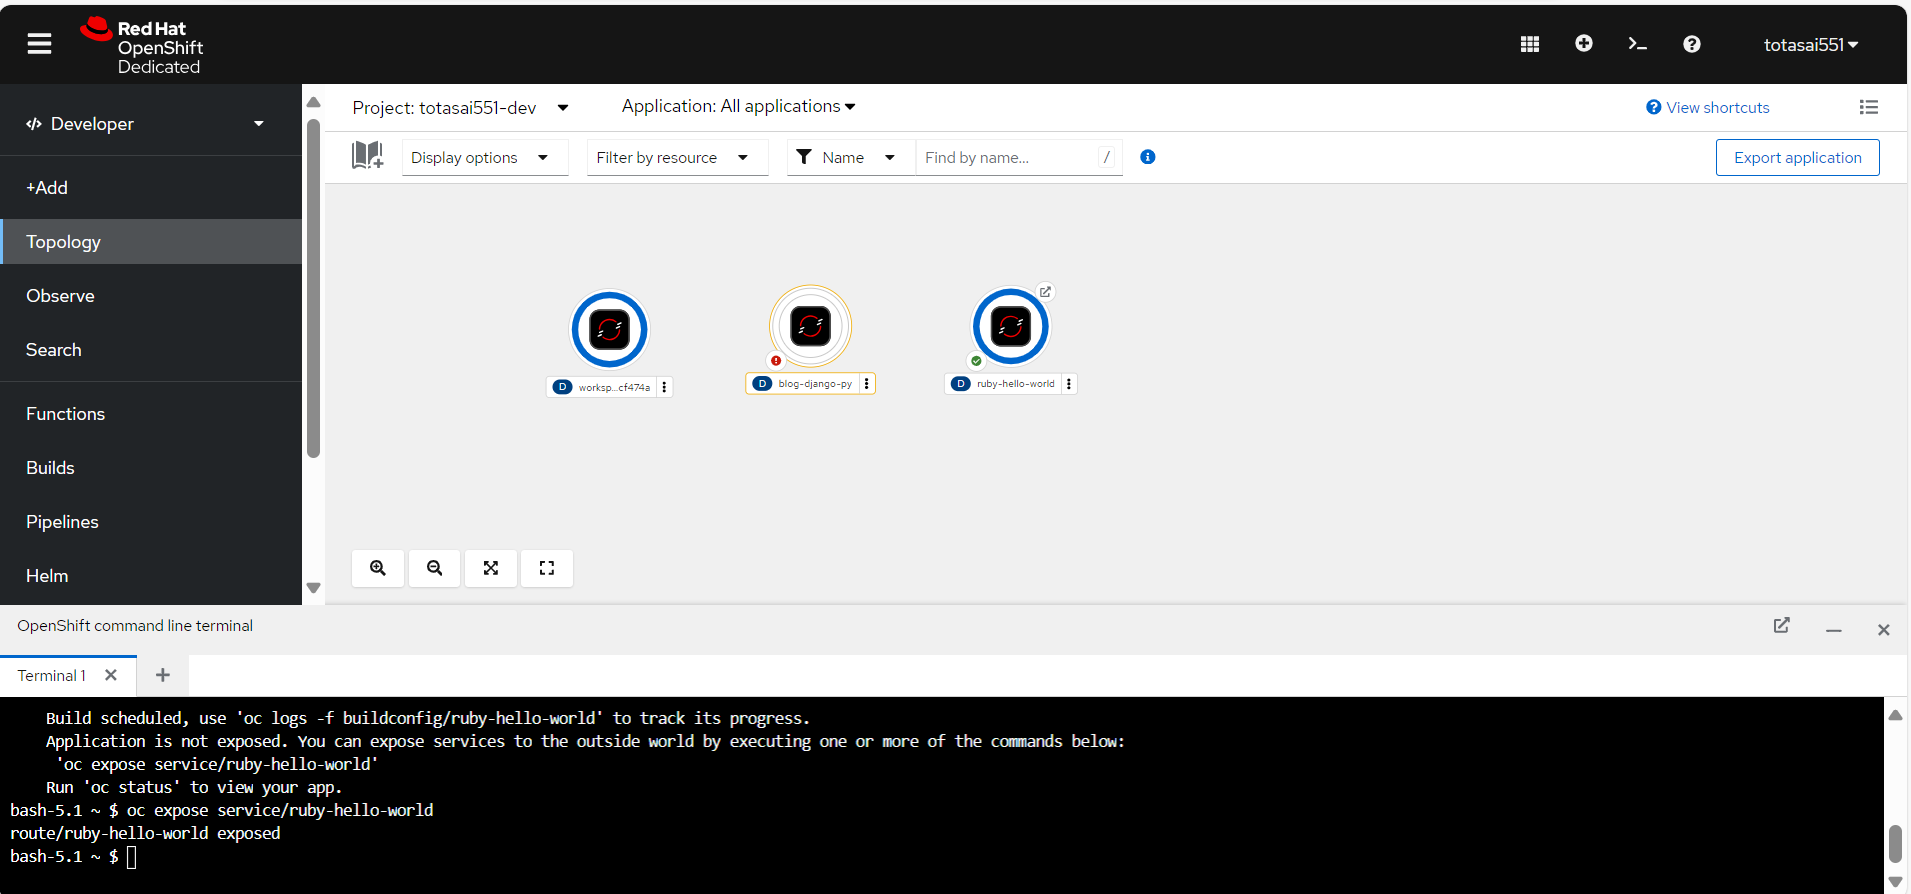 Red Hat
OpenShift
Dedicated
totasai551
Developer
+Add
Topology
Observe
Search
Functions
Builds
Pipelines
Helm
Project: totasai551-dev
Application: All applications
View shortcuts
Display options
Filter by resource
Name
Find by name...
/
Export application
D worksp...cf474a
D blog-django-py
D ruby-hello-world
OpenShift command line terminal
Terminal 1
Build scheduled, use 'oc logs -f buildconfig/ruby-hello-world' to track its progress.
Application is not exposed. You can expose services to the outside world by executing one or more of the commands below:
'oc expose service/ruby-hello-world'
Run 'oc status' to view your app.
bash-5.1 ~ $ oc expose service/ruby-hello-world
route/ruby-hello-world exposed
bash-5.1 ~ $